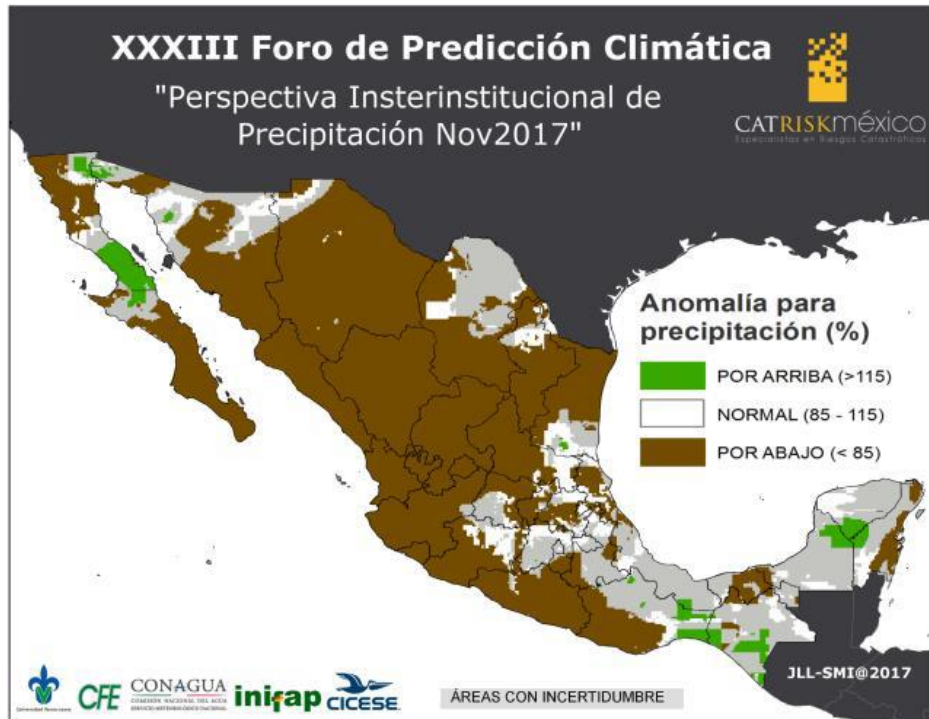 XXXIII Foro de Predicción Climática
"Perspectiva Insterinstitucional de
Precipitación Nov2017"
CATRISKméxico
Especialistas en Riesgos Catastróficos
Anomalía para
precipitación (%)
POR ARRIBA (>115)
NORMAL (85 - 115)
POR ABAJO (< 85)
JLL-SMI@2017
Universidad Veracruzana
CFE
CONAGUA
COMISIÓN NACIONAL DEL AGUA
SERVICIO METEOROLÓGICO NACIONAL
inifap
CICESE
ÁREAS CON INCERTIDUMBRE